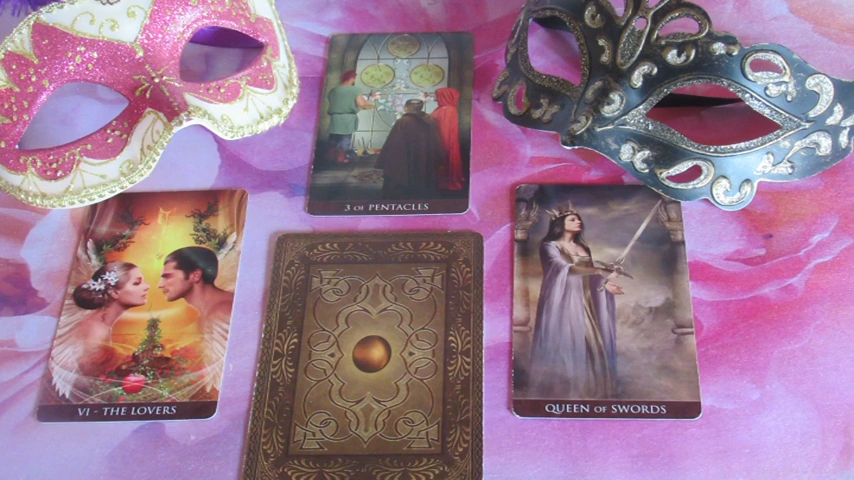 3 OF PENTACLES
VI - THE LOVERS
QUEEN OF SWORDS